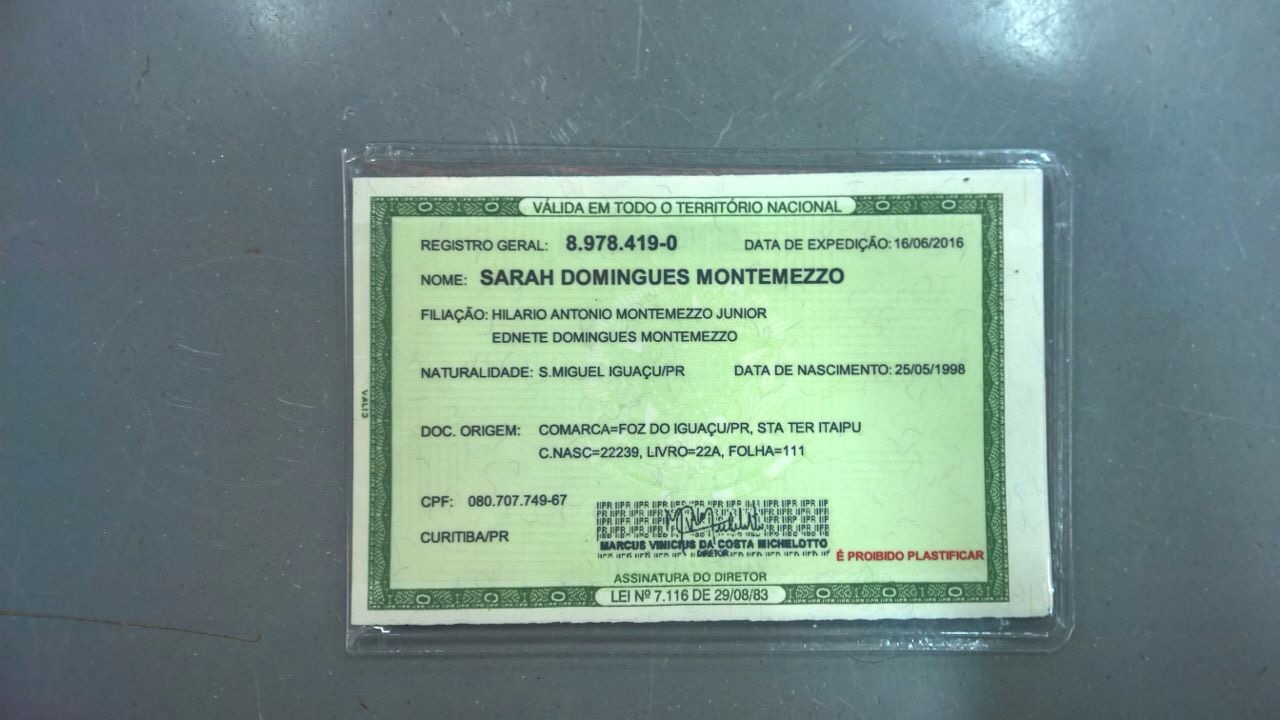 VÁLIDA EM TODO O TERRITÓRIO NACIONAL
REGISTRO GERAL: 8.978.419-0 DATA DE EXPEDIÇÃO: 16/06/2016
NOME: SARAH DOMINGUES MONTEMEZZO
FILIAÇÃO: HILARIO ANTONIO MONTEMEZZO JUNIOR
EDNETE DOMINGUES MONTEMEZZO
NATURALIDADE: S.MIGUEL IGUAÇU/PR DATA DE NASCIMENTO: 25/05/1998
DOC. ORIGEM: COMARCA=FOZ DO IGUAÇU/PR, STA TER ITAIPU
C.NASC=22239, LIVRO=22A, FOLHA=111
CPF: 080.707.749-67
CURITIBA/PR
MARCUS VINICIUS DA COSTA MICHELOTTO
DIRETOR
É PROIBIDO PLASTIFICAR
ASSINATURA DO DIRETOR
LEI Nº 7.116 DE 29/08/83